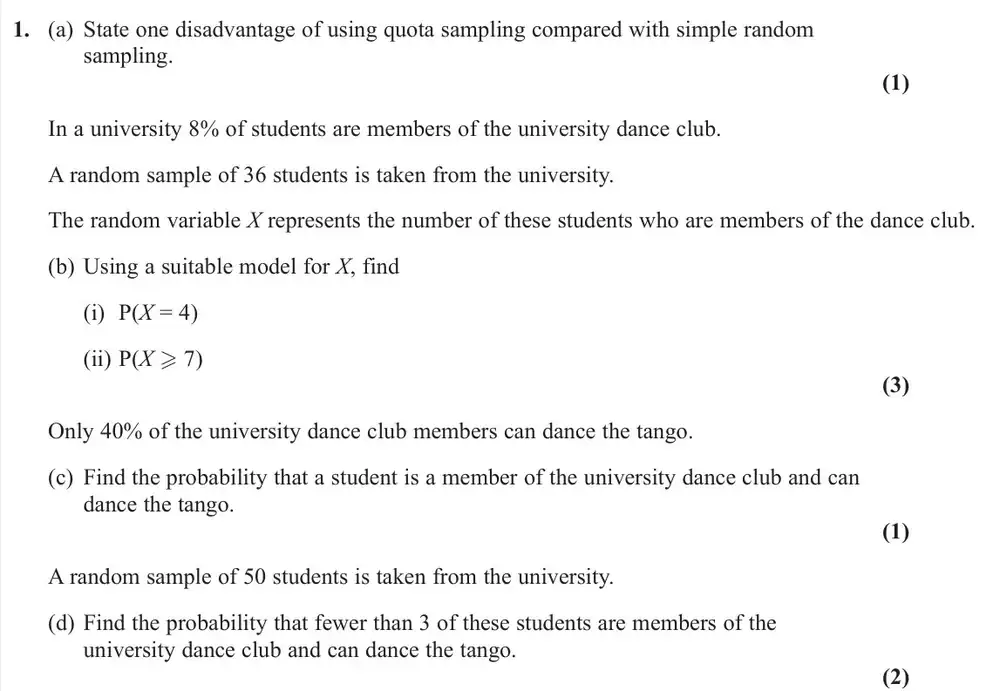 1. (a) State one disadvantage of using quota sampling compared with simple random
sampling.
(1)
In a university 8% of students are members of the university dance club.
A random sample of 36 students is taken from the university.
The random variable X represents the number of these students who are members of the dance club.
(b) Using a suitable model for X, find
(i) P(X = 4)
(ii) P(X ⩾ 7)
(3)
Only 40% of the university dance club members can dance the tango.
(c) Find the probability that a student is a member of the university dance club and can
dance the tango.
(1)
A random sample of 50 students is taken from the university.
(d) Find the probability that fewer than 3 of these students are members of the
university dance club and can dance the tango.
(2)